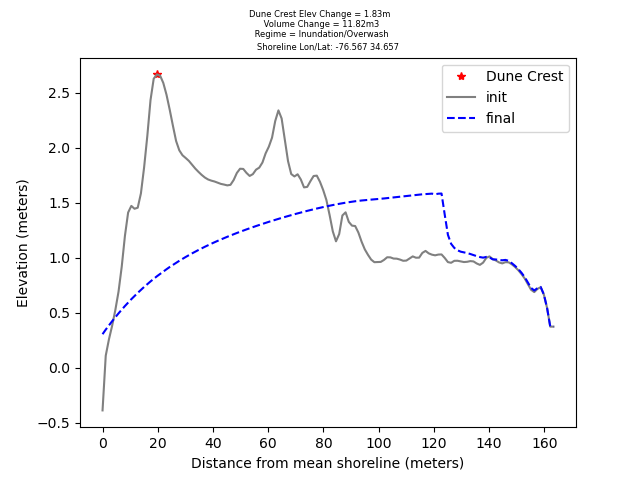 Dune Crest Elev Change = 1.83m
Volume Change = 11.82m3
Regime = Inundation/Overwash
Shoreline Lon/Lat: -76.567 34.657
Dune Crest
init
final
Elevation (meters)
2.5
2.0
1.5
1.0
0.5
0.0
−0.5
0 20 40 60 80 100 120 140 160
Distance from mean shoreline (meters)